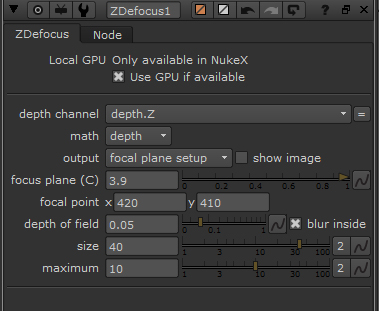 ZDefocus1
ZDefocus Node
Local GPU Only available in NukeX
Use GPU if available
depth channel depth.Z =
math depth
output focal plane setup show image
focus plane (C) 3.9 0 0.2 0.4 0.6 0.8 1
focal point x 420 y 410
depth of field 0.05 0 0.1 1 blur inside
size 40 1 3 10 30 100 2
maximum 10 1 3 10 30 100 2